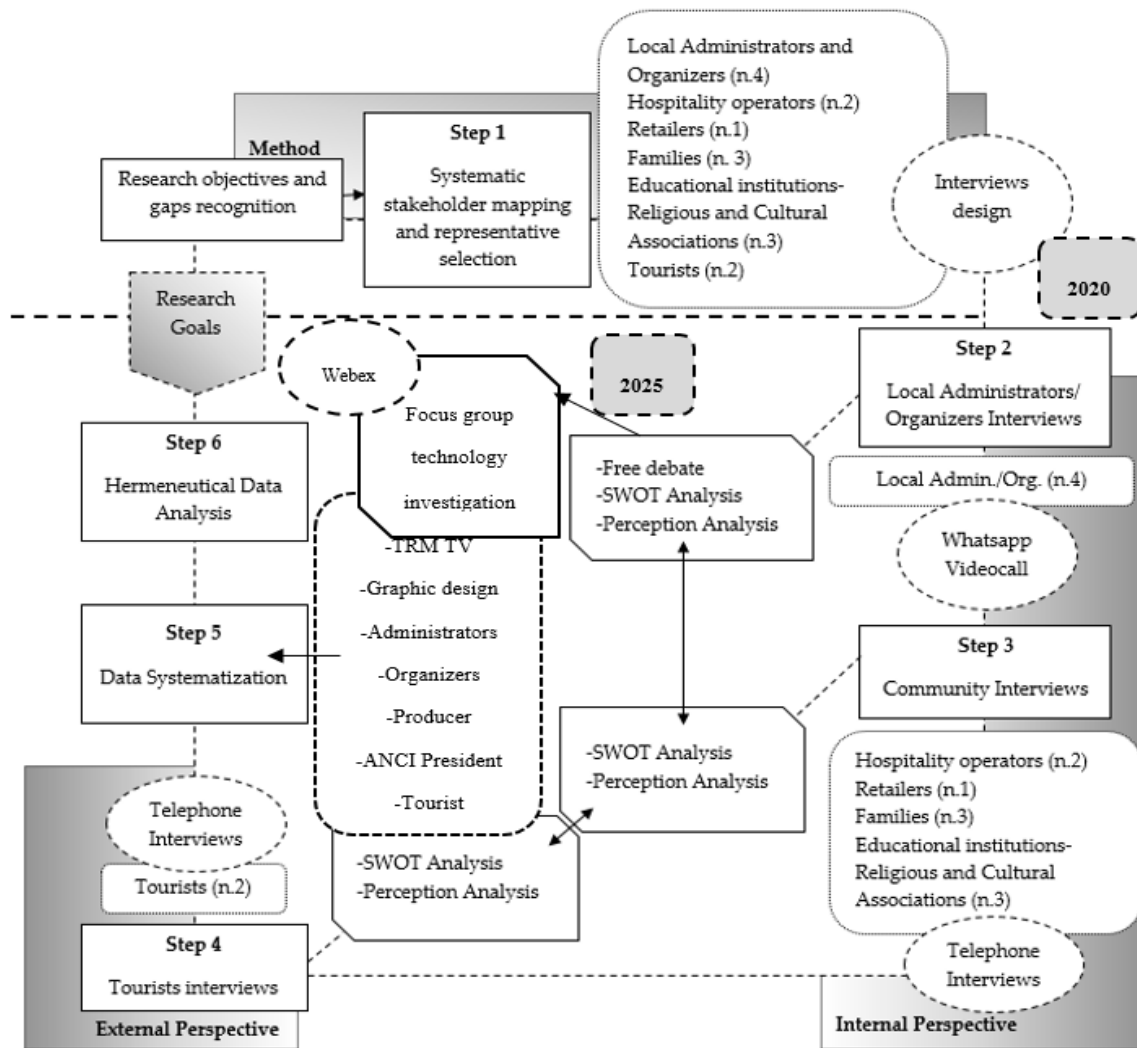 Method
Research objectives and
gaps recognition
Step 1
Systematic
stakeholder mapping
and representative
selection
Local Administrators and
Organizers (n.4)
Hospitality operators (n.2)
Retailers (n.1)
Families (n. 3)
Educational institutions-
Religious and Cultural
Associations (n.3)
Tourists (n.2)
Interviews
design
2020
Research
Goals
Webex
Focus group
technology
investigation
2025
Step 2
Local Administrators/
Organizers Interviews
Local Admin./Org. (n.4)
Whatsapp
Videocall
-Free debate
-SWOT Analysis
-Perception Analysis
Step 6
Hermeneutical Data
Analysis
-TRM TV
-Graphic design
-Administrators
-Organizers
-Producer
-ANCI President
-Tourist
Step 5
Data Systematization
Step 3
Community Interviews
-SWOT Analysis
-Perception Analysis
Hospitality operators (n.2)
Retailers (n.1)
Families (n.3)
Educational institutions-
Religious and Cultural
Associations (n.3)
Telephone
Interviews
Telephone
Interviews
Tourists (n.2)
-SWOT Analysis
-Perception Analysis
Step 4
Tourists interviews
External Perspective
Internal Perspective